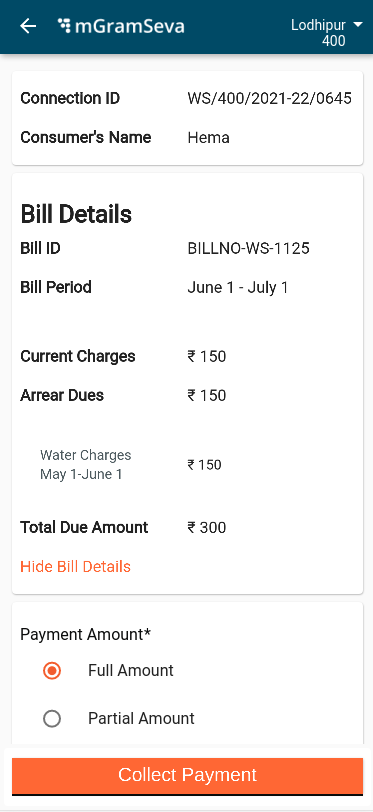 mGramSeva
Lodhipur
400
Connection ID WS/400/2021-22/0645
Consumer's Name Hema
Bill Details
Bill ID BILLNO-WS-1125
Bill Period June 1 - July 1
Current Charges ₹ 150
Arrear Dues ₹ 150
Water Charges
May 1-June 1 ₹ 150
Total Due Amount ₹ 300
Hide Bill Details
Payment Amount*
Full Amount
Partial Amount
Collect Payment